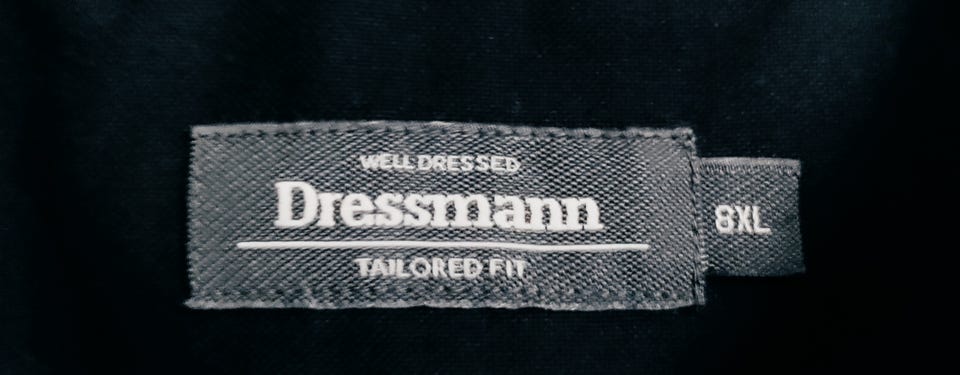 WELL DRESSED
Dressmann
TAILORED FIT
8XL